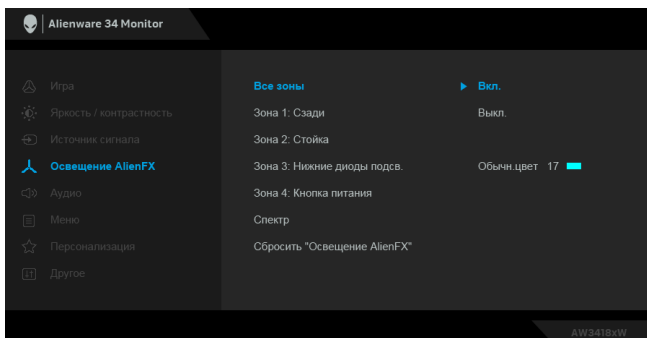 Alienware 34 Monitor
Игра
Все зоны
Вкл.
Яркость / контрастность
Зона 1: Сзади
Выкл.
Источник сигнала
Зона 2: Стойка
Освещение AlienFX
Зона 3: Нижние диоды подсв.
Обычн.цвет 17
Аудио
Зона 4: Кнопка питания
Меню
Спектр
Персонализация
Сбросить "Освещение AlienFX"
Другое
AW3418xW